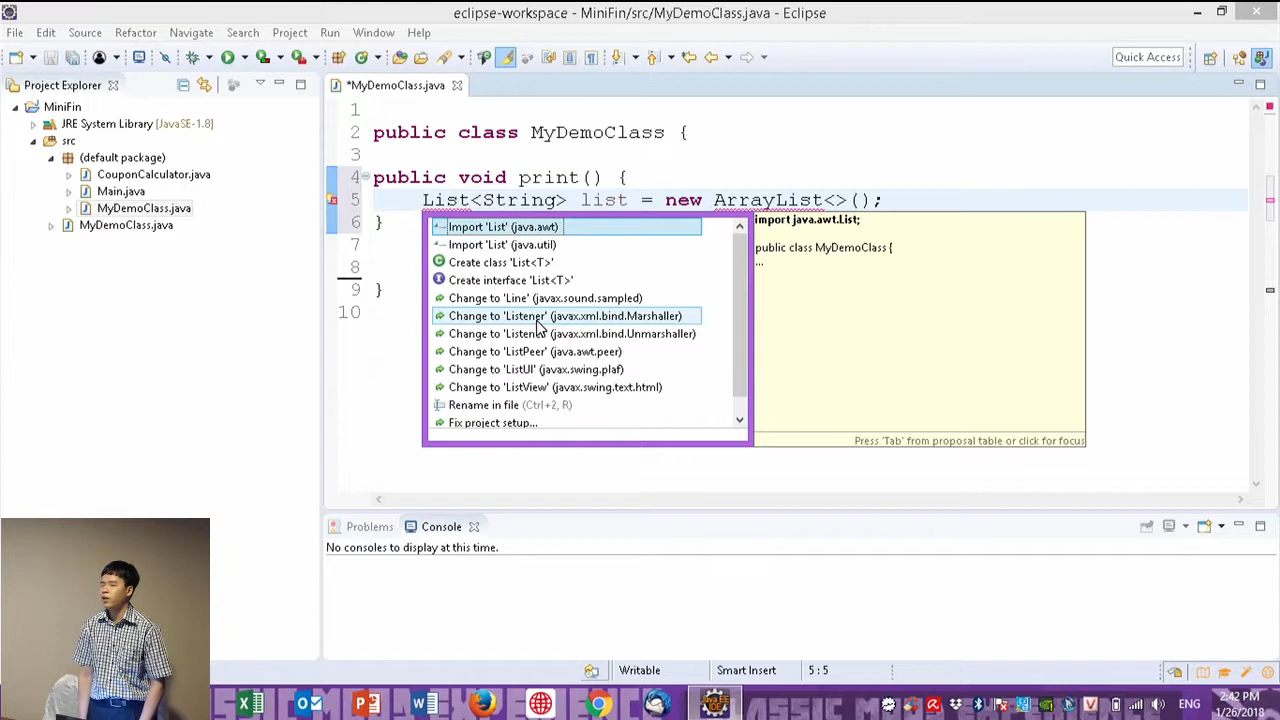 eclipse-workspace - MiniFin/src/MyDemoClass.java - Eclipse
File Edit Source Refactor Navigate Search Project Run Window Help
Quick Access
Project Explorer
MiniFin
JRE System Library [JavaSE-1.8]
src
(default package)
CouponCalculator.java
Main.java
MyDemoClass.java
MyDemoClass.java
*MyDemoClass.java
1
2 public class MyDemoClass {
3
4 public void print() {
5 List<String> list = new ArrayList<>();
6 }
7
8
9 }
10
Import 'List' (java.awt)
Import 'List' (java.util)
Create class 'List<T>'
Create interface 'List<T>'
Change to 'Line' (javax.sound.sampled)
Change to 'Listener' (javax.xml.bind.Marshaller)
Change to 'Listener' (javax.xml.bind.Unmarshaller)
Change to 'ListPeer' (java.awt.peer)
Change to 'ListUI' (javax.swing.plaf)
Change to 'ListView' (javax.swing.text.html)
Rename in file (Ctrl+2, R)
Fix project setup...
import java.awt.List;
public class MyDemoClass {
...
Press 'Tab' from proposal table or click for focus
Problems Console
No consoles to display at this time.
Writable Smart Insert 5 : 5
Java EE
IDE
ENG
2:42 PM
1/26/2018